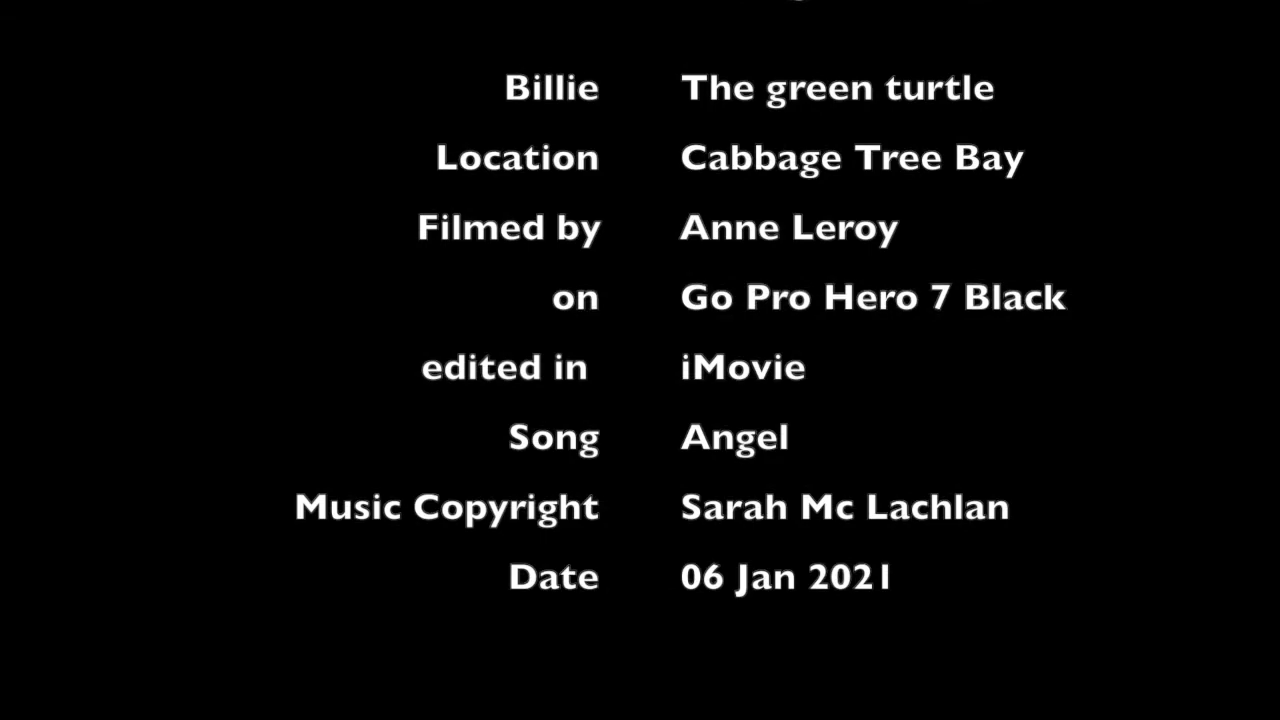 Billie The green turtle
Location Cabbage Tree Bay
Filmed by Anne Leroy
on Go Pro Hero 7 Black
edited in iMovie
Song Angel
Music Copyright Sarah Mc Lachlan
Date 06 Jan 2021